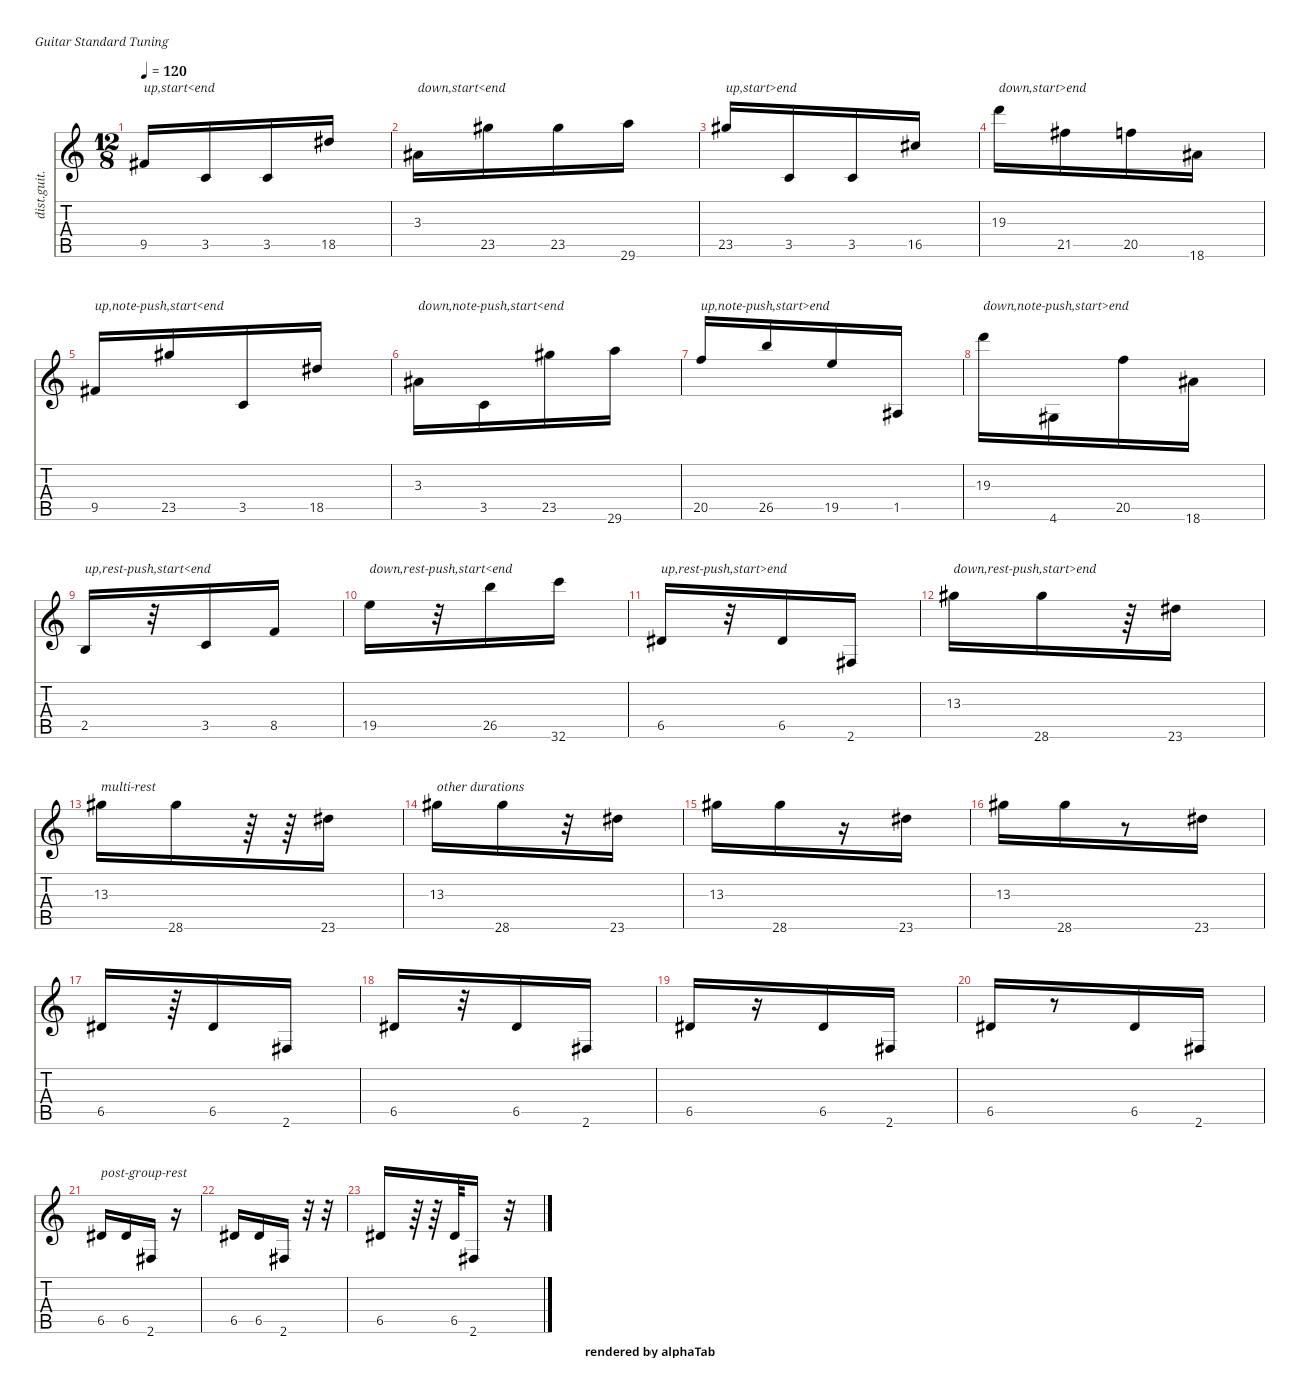 Guitar Standard Tuning
= 120
up,start<end down,start<end up,start>end down,start>end
dist.guit.
1 2 3 4
12
8
T
A
B
9 3 3 18 3 23 23 29 23 3 3 16 19 21 20 18
up,note-push,start<end down,note-push,start<end up,note-push,start>end down,note-push,start>end
5 6 7 8
T
A
B
9 23 3 18 3 3 23 29 20 26 19 1 19 4 20 18
up,rest-push,start<end down,rest-push,start<end up,rest-push,start>end down,rest-push,start>end
9 10 11 12
T
A
B
2 3 8 19 26 32 6 6 2 13 28 23
multi-rest other durations
13 14 15 16
T
A
B
13 28 23 13 28 23 13 28 23 13 28 23
17 18 19 20
T
A
B
6 6 2 6 6 2 6 6 2 6 6 2
post-group-rest
21 22 23
T
A
B
6 6 2 6 6 2 6 6 2
rendered by alphaTab